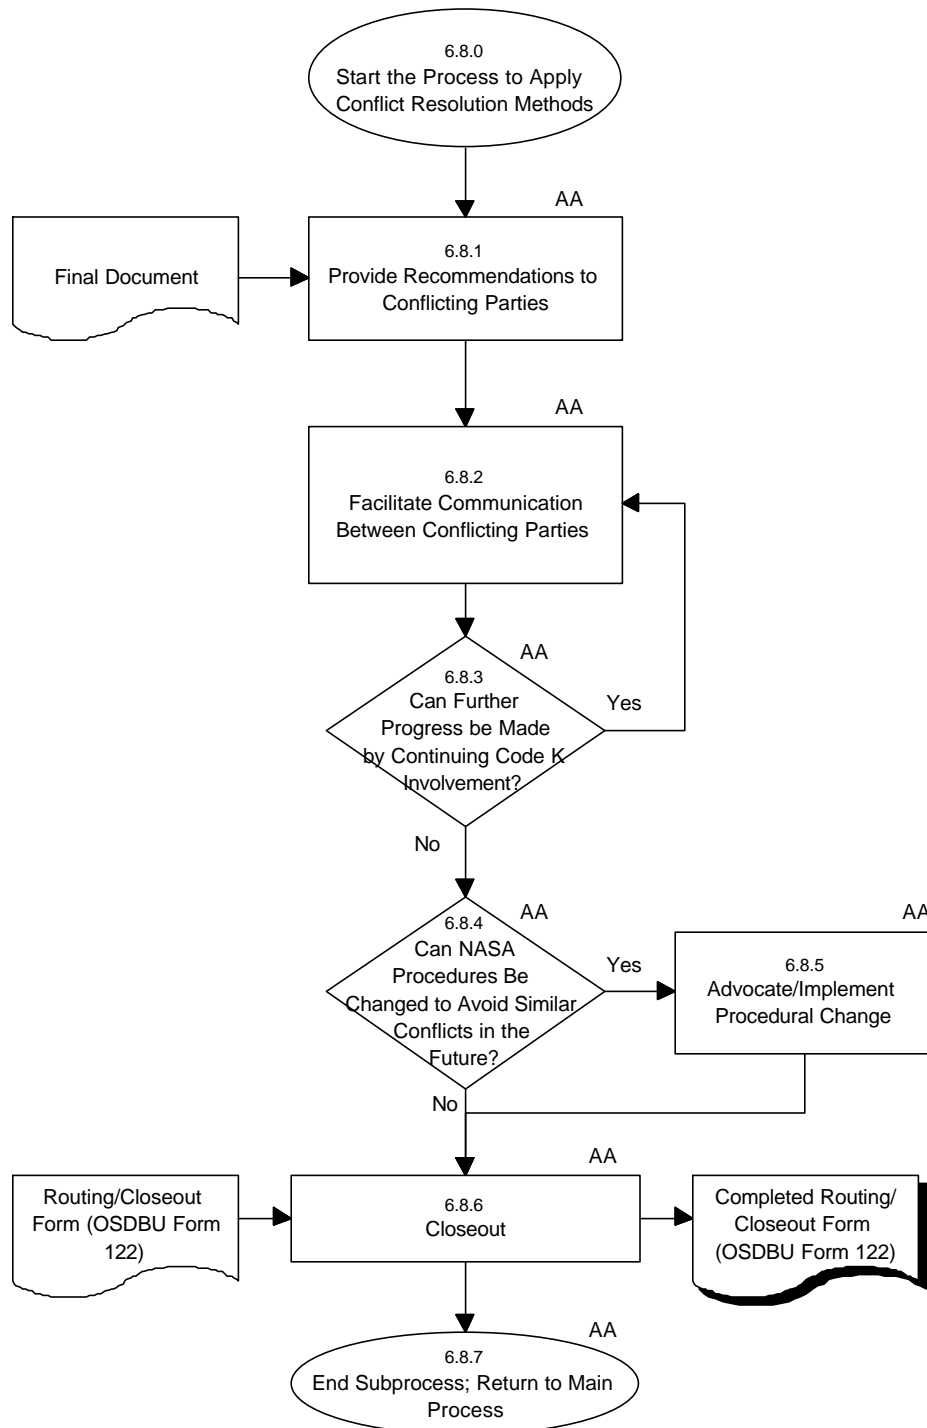 6.8.0
Start the Process to Apply
Conflict Resolution Methods
AA
Final Document
6.8.1
Provide Recommendations to
Conflicting Parties
AA
6.8.2
Facilitate Communication
Between Conflicting Parties
AA
6.8.3
Can Further
Progress be Made
by Continuing Code K
Involvement?
Yes
No
AA
6.8.4
Can NASA
Procedures Be
Changed to Avoid Similar
Conflicts in the
Future?
Yes
AA
6.8.5
Advocate/Implement
Procedural Change
No
AA
Routing/Closeout
Form (OSDBU Form
122)
6.8.6
Closeout
Completed Routing/
Closeout Form
(OSDBU Form 122)
AA
6.8.7
End Subprocess; Return to Main
Process